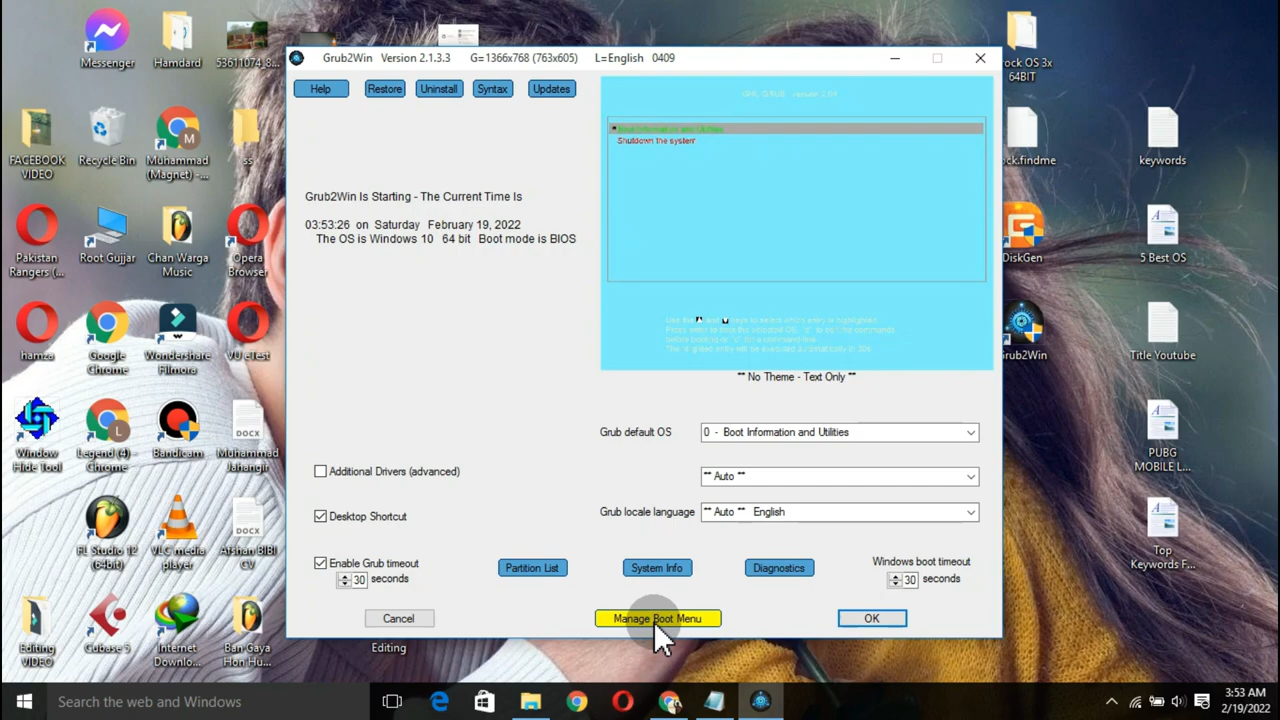 Messenger
Hamdard
53611074_8...
FACEBOOK
VIDEO
Recycle Bin
Muhammad
(Magnet) -...
ss
Pakistan
Rangers (...
Root Gujjar
Chan Warga
Music
Opera
Browser
hamza
Google
Chrome
Wondershare
Filmora
VU eTest
Window
Hide Tool
Legend (4) -
Chrome
Bandicam
DOCX
Muhammad
Jahangir
FL Studio 12
(64bit)
VLC media
player
DOCX
Afshan BIBI
CV
Editing
VIDEO
Cubase 5
Internet
Downlo...
Ban Gaya
Hon Hu...
Editing
Grub2Win Version 2.1.3.3 G=1366x768 (763x605) L=English 0409
Help Restore Uninstall Syntax Updates
Grub2Win Is Starting - The Current Time Is
03:53:26 on Saturday February 19, 2022
The OS is Windows 10 64 bit Boot mode is BIOS
Boot Information and Utilities
Shutdown the system
** No Theme - Text Only **
Grub default OS 0 - Boot Information and Utilities
Additional Drivers (advanced) ** Auto **
Desktop Shortcut Grub locale language ** Auto ** English
Enable Grub timeout
30 seconds
Partition List System Info Diagnostics
Windows boot timeout
30 seconds
Cancel Manage Boot Menu OK
rock OS 3x
64BIT
ock.findme
keywords
DiskGen
5 Best OS
Grub2Win
Title Youtube
PUBG
MOBILE L...
Top
Keywords F...
Search the web and Windows
3:53 AM
2/19/2022